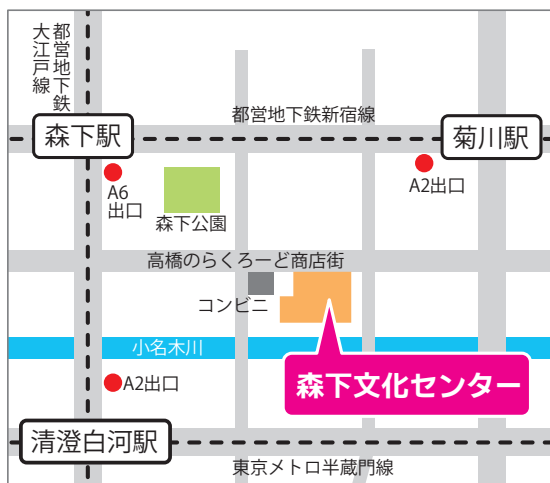 都営地下鉄
大江戸線
都営地下鉄新宿線
森下駅
菊川駅
A6
出口
A2出口
森下公園
高橋のらくろーど商店街
コンビニ
小名木川
森下文化センター
A2出口
清澄白河駅
東京メトロ半蔵門線